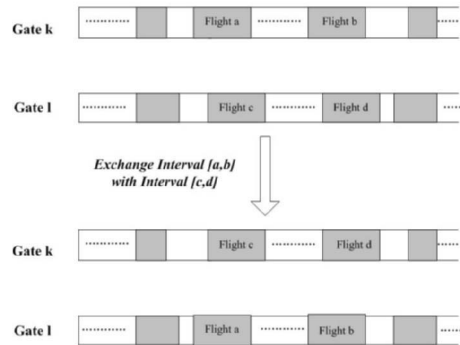 Gate k ............ Flight a ............ Flight b ......
Gate l ............ Flight c ............ Flight d ....
Exchange Interval [a,b]
with Interval [c,d]
Gate k ............ Flight c ............ Flight d ......
Gate l ............ Flight a ............ Flight b ....